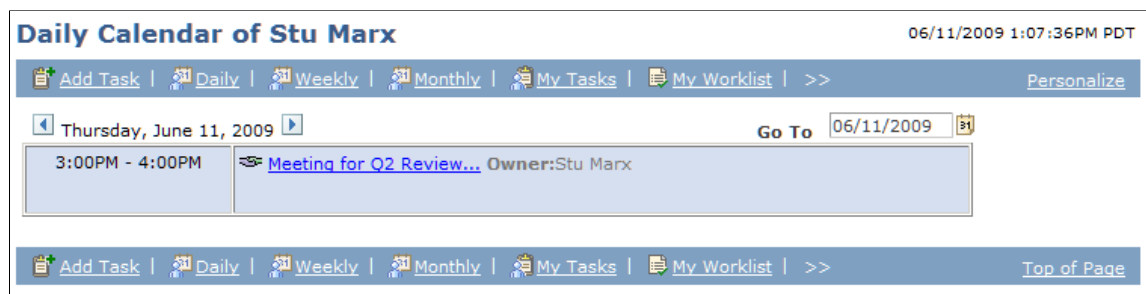 Daily Calendar of Stu Marx 06/11/2009 1:07:36PM PDT
Add Task | Daily | Weekly | Monthly | My Tasks | My Worklist | >> Personalize
Thursday, June 11, 2009 Go To 06/11/2009 31
3:00PM - 4:00PM Meeting for Q2 Review... Owner:Stu Marx
Add Task | Daily | Weekly | Monthly | My Tasks | My Worklist | >> Top of Page